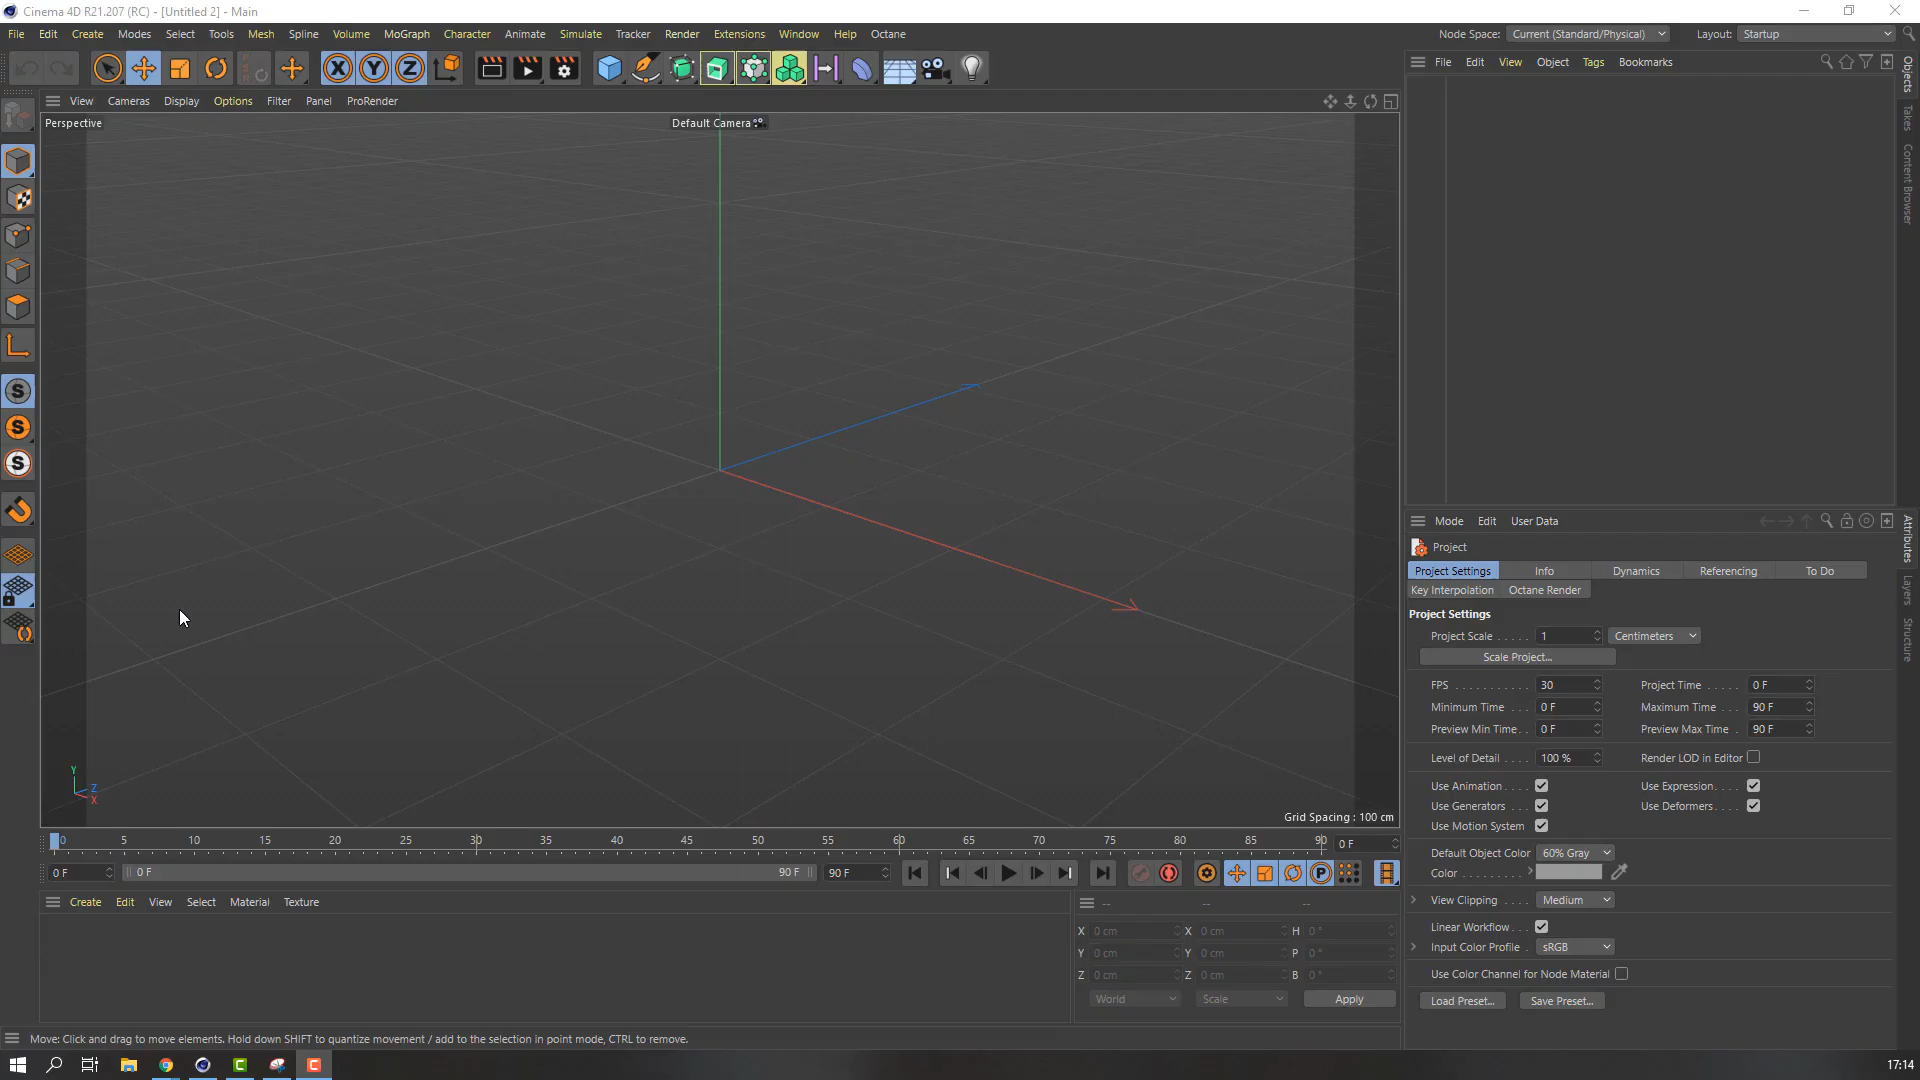 Cinema 4D R21.207 (RC) - [Untitled 2] - Main
File Edit Create Modes Select Tools Mesh Spline Volume MoGraph Character Animate Simulate Tracker Render Extensions Window Help Octane
Node Space: Current (Standard/Physical) Layout: Startup
X Y Z
File Edit View Object Tags Bookmarks
View Cameras Display Options Filter Panel ProRender
Perspective
Default Camera
Objects
Takes
Content Browser
S
S
S
Y
Z
X
Grid Spacing : 100 cm
Mode Edit User Data
Project
Project Settings Info Dynamics Referencing To Do
Key Interpolation Octane Render
Project Settings
Project Scale . . . . . 1 Centimeters
Scale Project...
FPS . . . . . . . . . . . 30 Project Time . . . . . 0 F
Minimum Time . . . 0 F Maximum Time . . . 90 F
Preview Min Time . . 0 F Preview Max Time . 90 F
Level of Detail . . . . 100 % Render LOD in Editor
Use Animation . . . . Use Expression . . . .
Use Generators . . . Use Deformers . . . .
Use Motion System
Default Object Color 60% Gray
Color . . . . . . . . .
View Clipping . . . . Medium
Linear Workflow . . .
Input Color Profile . sRGB
Use Color Channel for Node Material
Load Preset... Save Preset...
Attributes
Layers
Structure
0 5 10 15 20 25 30 35 40 45 50 55 60 65 70 75 80 85 90 0 F
0 F 0 F 90 F 90 F P
Create Edit View Select Material Texture
-- -- --
X 0 cm X 0 cm H 0 °
Y 0 cm Y 0 cm P 0 °
Z 0 cm Z 0 cm B 0 °
World Scale Apply
Move: Click and drag to move elements. Hold down SHIFT to quantize movement / add to the selection in point mode, CTRL to remove.
C C
17:14